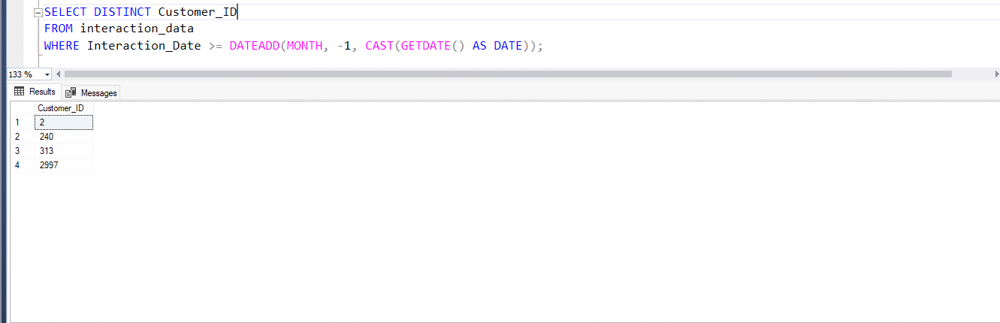 SELECT DISTINCT Customer_ID
FROM interaction_data
WHERE Interaction_Date >= DATEADD(MONTH, -1, CAST(GETDATE() AS DATE));
133 %
Results Messages
Customer_ID
1 2
2 240
3 313
4 2997